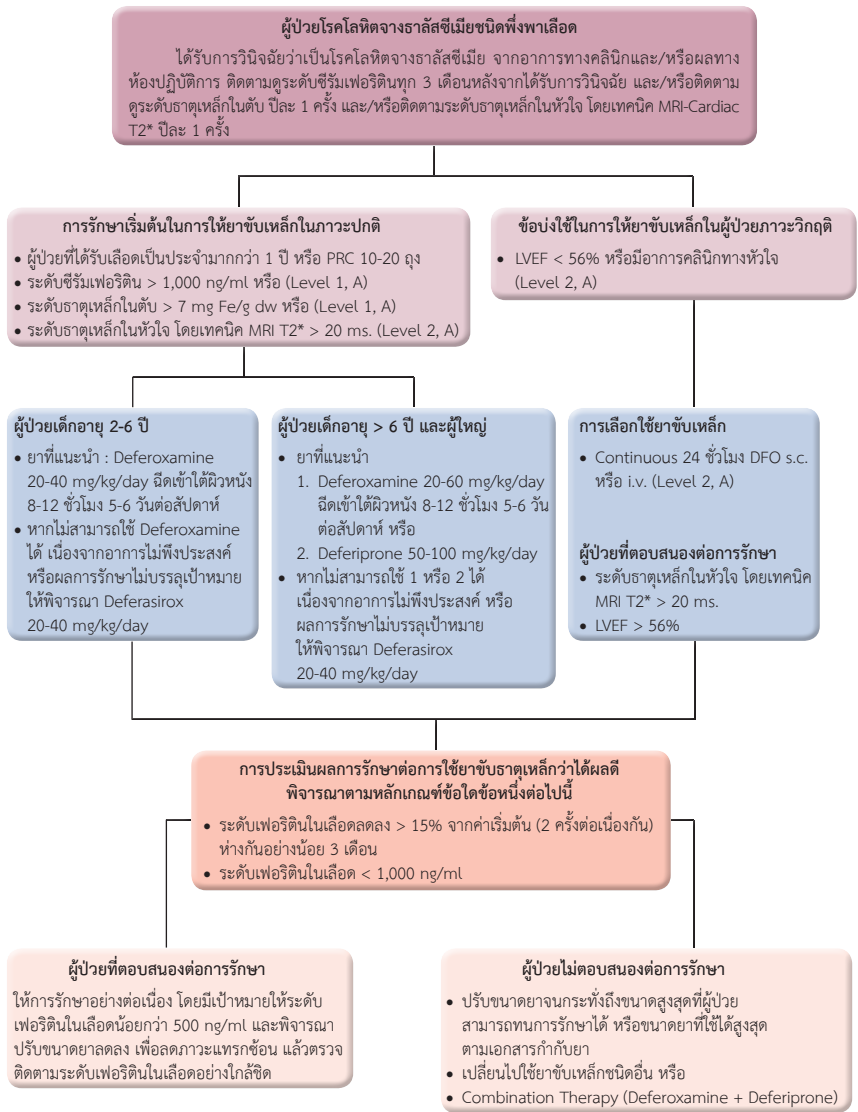 ผู้ป่วยโรคโลหิตจางธาลัสซีเมียชนิดพึ่งพาเลือด
ได้รับการวินิจฉัยว่าเป็นโรคโลหิตจางธาลัสซีเมีย จากอาการทางคลินิกและ/หรือผลทาง
ห้องปฏิบัติการ ติดตามดูระดับซีรัมเฟอริตินทุก 3 เดือนหลังจากได้รับการวินิจฉัย และ/หรือติดตาม
ดูระดับธาตุเหล็กในตับ ปีละ 1 ครั้ง และ/หรือติดตามระดับธาตุเหล็กในหัวใจ โดยเทคนิค MRI-Cardiac
T2* ปีละ 1 ครั้ง
การรักษาเริ่มต้นในการให้ยาขับเหล็กในภาวะปกติ
• ผู้ป่วยที่ได้รับเลือดเป็นประจำมากกว่า 1 ปี หรือ PRC 10-20 ถุง
• ระดับซีรัมเฟอริติน > 1,000 ng/ml หรือ (Level 1, A)
• ระดับธาตุเหล็กในตับ > 7 mg Fe/g dw หรือ (Level 1, A)
• ระดับธาตุเหล็กในหัวใจ โดยเทคนิค MRI T2* > 20 ms. (Level 2, A)
ข้อบ่งใช้ในการให้ยาขับเหล็กในผู้ป่วยภาวะวิกฤติ
• LVEF < 56% หรือมีอาการคลินิกทางหัวใจ
(Level 2, A)
ผู้ป่วยเด็กอายุ 2-6 ปี
• ยาที่แนะนำ : Deferoxamine
20-40 mg/kg/day ฉีดเข้าใต้ผิวหนัง
8-12 ชั่วโมง 5-6 วันต่อสัปดาห์
• หากไม่สามารถใช้ Deferoxamine
ได้ เนื่องจากอาการไม่พึงประสงค์
หรือผลการรักษาไม่บรรลุเป้าหมาย
ให้พิจารณา Deferasirox
20-40 mg/kg/day
ผู้ป่วยเด็กอายุ > 6 ปี และผู้ใหญ่
• ยาที่แนะนำ
1. Deferoxamine 20-60 mg/kg/day
ฉีดเข้าใต้ผิวหนัง 8-12 ชั่วโมง 5-6 วัน
ต่อสัปดาห์ หรือ
2. Deferiprone 50-100 mg/kg/day
• หากไม่สามารถใช้ 1 หรือ 2 ได้
เนื่องจากอาการไม่พึงประสงค์ หรือ
ผลการรักษาไม่บรรลุเป้าหมาย
ให้พิจารณา Deferasirox
20-40 mg/kg/day
การเลือกใช้ยาขับเหล็ก
• Continuous 24 ชั่วโมง DFO s.c.
หรือ i.v. (Level 2, A)
ผู้ป่วยที่ตอบสนองต่อการรักษา
• ระดับธาตุเหล็กในหัวใจ โดยเทคนิค
MRI T2* > 20 ms.
• LVEF > 56%
การประเมินผลการรักษาต่อการใช้ยาขับธาตุเหล็กว่าได้ผลดี
พิจารณาตามหลักเกณฑ์ข้อใดข้อหนึ่งต่อไปนี้
• ระดับเฟอริตินในเลือดลดลง > 15% จากค่าเริ่มต้น (2 ครั้งต่อเนื่องกัน)
ห่างกันอย่างน้อย 3 เดือน
• ระดับเฟอริตินในเลือด < 1,000 ng/ml
ผู้ป่วยที่ตอบสนองต่อการรักษา
ให้การรักษาอย่างต่อเนื่อง โดยมีเป้าหมายให้ระดับ
เฟอริตินในเลือดน้อยกว่า 500 ng/ml และพิจารณา
ปรับขนาดยาลดลง เพื่อลดภาวะแทรกซ้อน แล้วตรวจ
ติดตามระดับเฟอริตินในเลือดอย่างใกล้ชิด
ผู้ป่วยไม่ตอบสนองต่อการรักษา
• ปรับขนาดยาจนกระทั่งถึงขนาดสูงสุดที่ผู้ป่วย
สามารถทนการรักษาได้ หรือขนาดยาที่ใช้ได้สูงสุด
ตามเอกสารกำกับยา
• เปลี่ยนไปใช้ยาขับเหล็กชนิดอื่น หรือ
• Combination Therapy (Deferoxamine + Deferiprone)